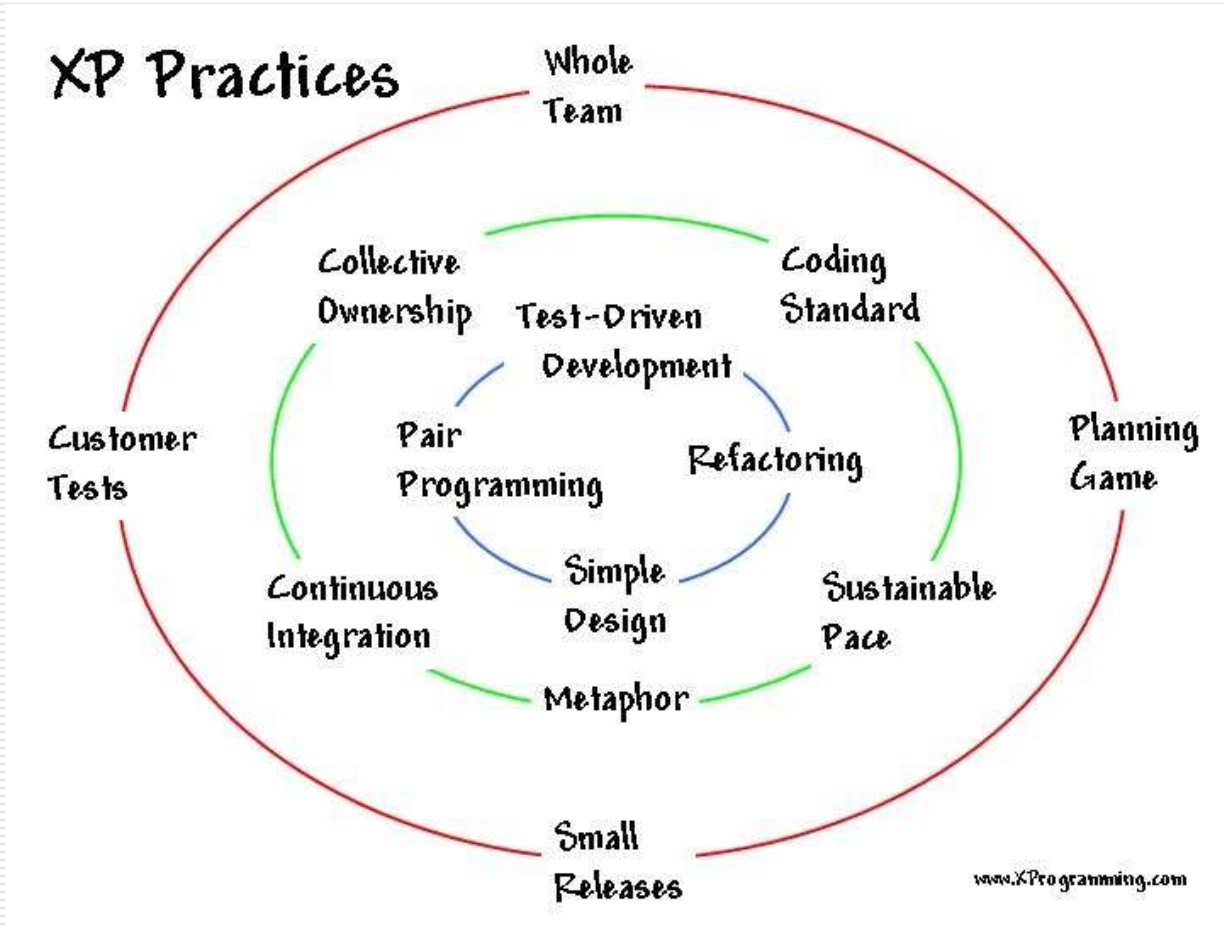 XP Practices
Whole
Team
Collective
Ownership
Coding
Standard
Test-Driven
Development
Customer
Tests
Pair
Programming
Refactoring
Planning
Game
Continuous
Integration
Simple
Design
Sustainable
Pace
Metaphor
Small
Releases
www.XProgramming.com